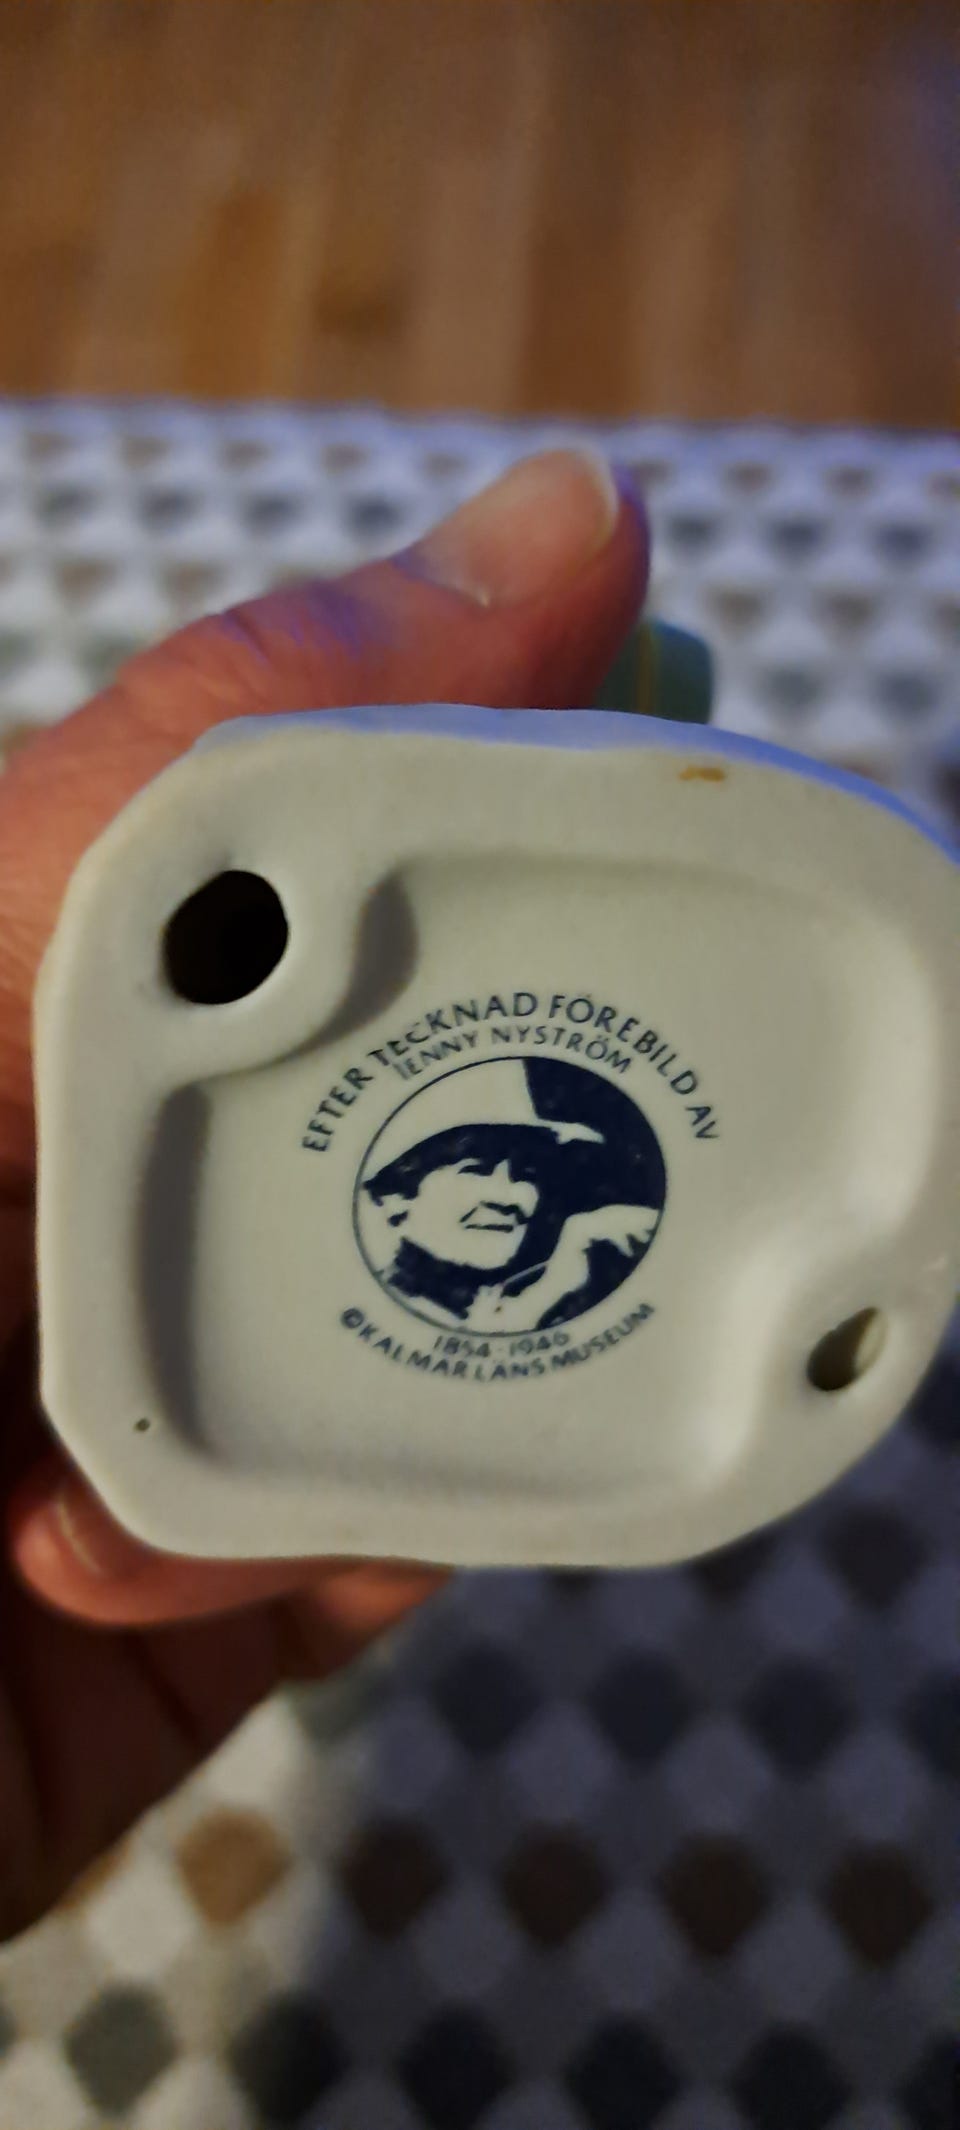 EFTER TECKNAD FÖREBILD AV
JENNY NYSTRÖM
1854-1946
©KALMAR LÄNS MUSEUM